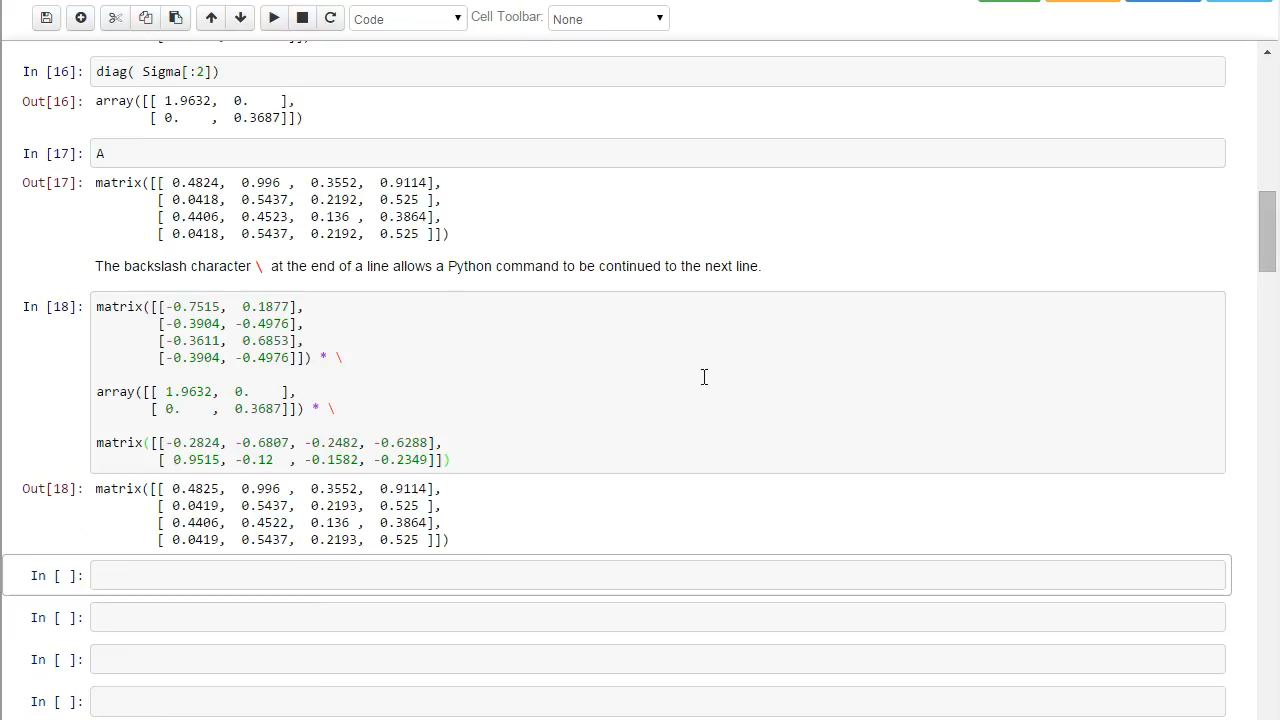 Code Cell Toolbar: None
In [16]: diag( Sigma[:2])
Out[16]: array([[ 1.9632, 0. ],
[ 0. , 0.3687]])
In [17]: A
Out[17]: matrix([[ 0.4824, 0.996 , 0.3552, 0.9114],
[ 0.0418, 0.5437, 0.2192, 0.525 ],
[ 0.4406, 0.4523, 0.136 , 0.3864],
[ 0.0418, 0.5437, 0.2192, 0.525 ]])
The backslash character \ at the end of a line allows a Python command to be continued to the next line.
In [18]: matrix([[-0.7515, 0.1877],
[-0.3904, -0.4976],
[-0.3611, 0.6853],
[-0.3904, -0.4976]]) * \
array([[ 1.9632, 0. ],
[ 0. , 0.3687]]) * \
matrix([[-0.2824, -0.6807, -0.2482, -0.6288],
[ 0.9515, -0.12 , -0.1582, -0.2349]])
Out[18]: matrix([[ 0.4825, 0.996 , 0.3552, 0.9114],
[ 0.0419, 0.5437, 0.2193, 0.525 ],
[ 0.4406, 0.4522, 0.136 , 0.3864],
[ 0.0419, 0.5437, 0.2193, 0.525 ]])
In [ ]:
In [ ]:
In [ ]:
In [ ]: